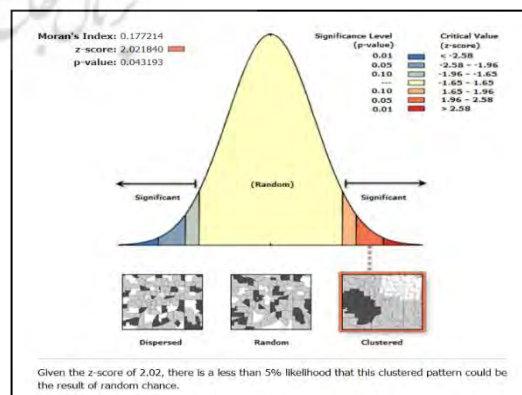 Moran's Index: 0.177214
z-score: 2.021840
p-value: 0.043193
Significance Level
(p-value)
Critical Value
(z-score)
0.01 < -2.58
0.05 -2.58 – -1.96
0.10 -1.96 – -1.65
--- -1.65 – 1.65
0.10 1.65 – 1.96
0.05 1.96 – 2.58
0.01 > 2.58
(Random)
Significant
Significant
Dispersed
Random
Clustered
Given the z-score of 2.02, there is a less than 5% likelihood that this clustered pattern could be
the result of random chance.